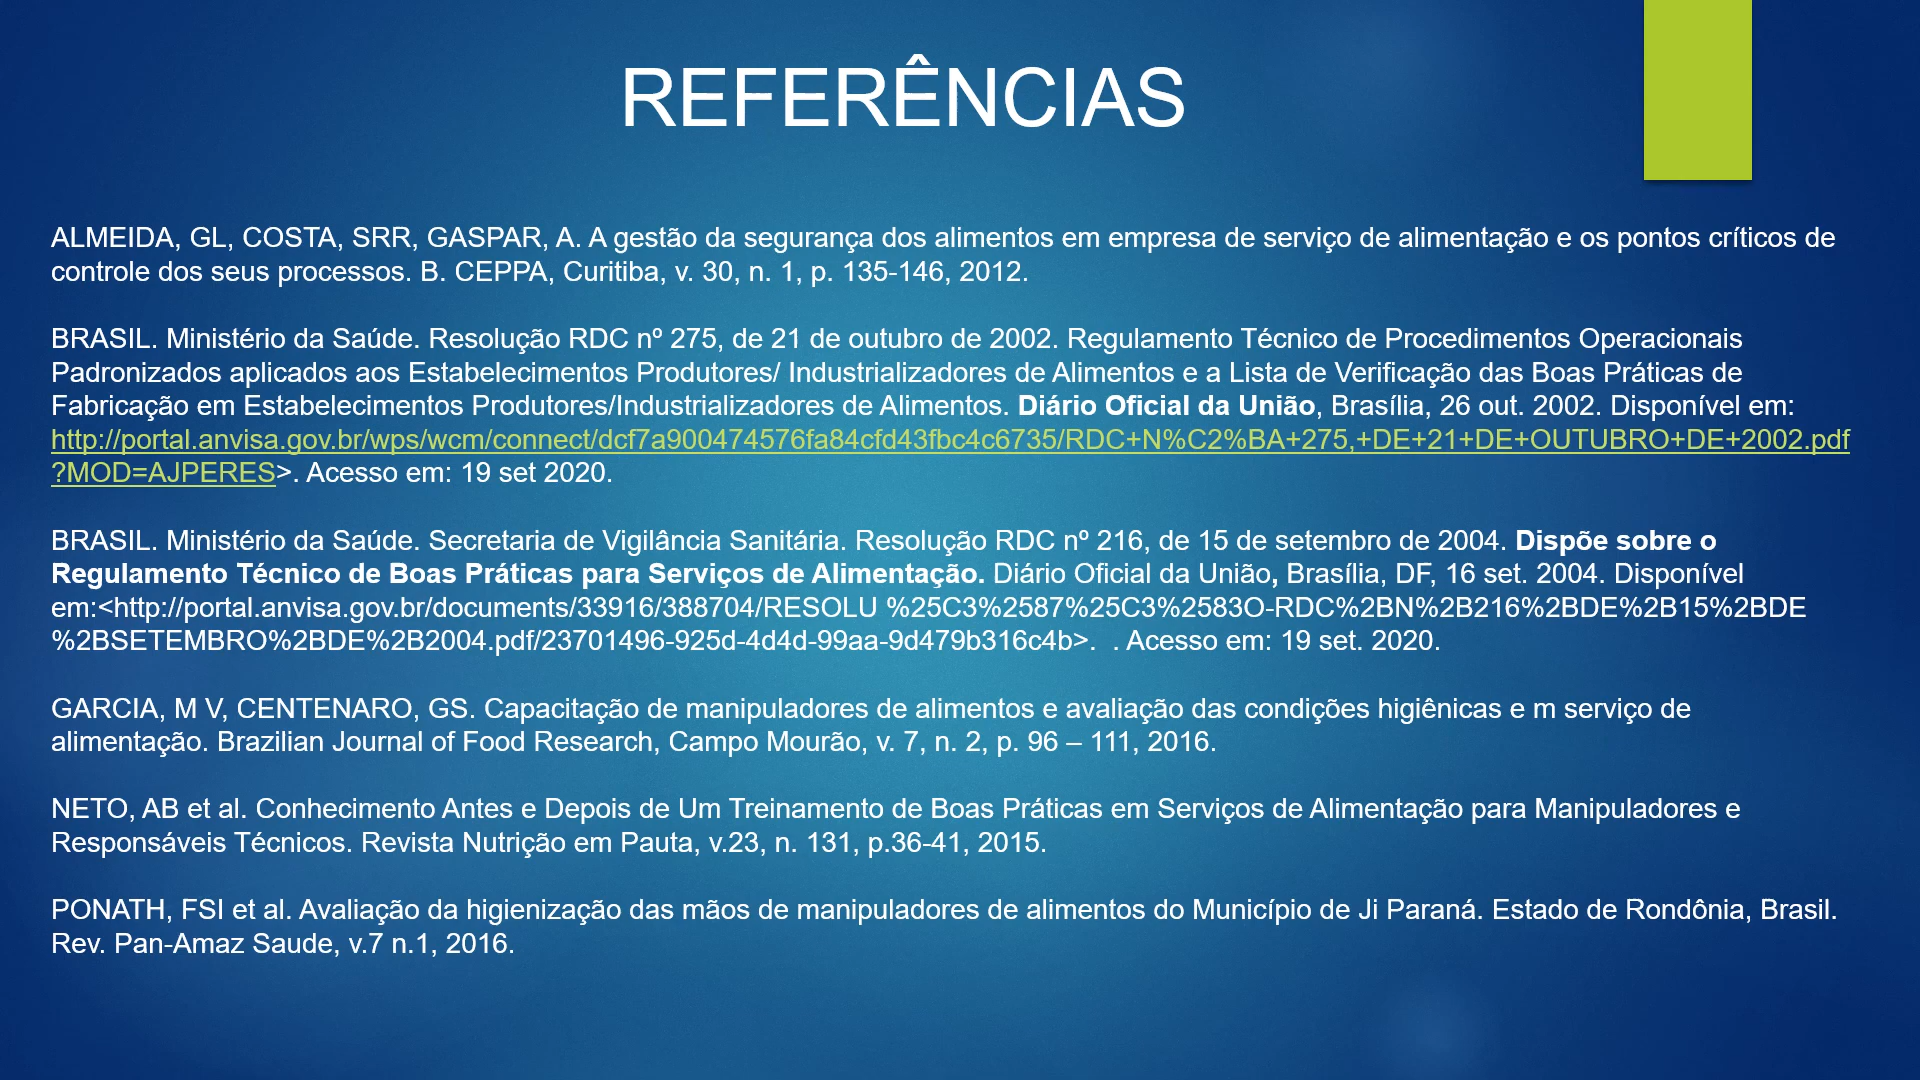 REFERÊNCIAS
ALMEIDA, GL, COSTA, SRR, GASPAR, A. A gestão da segurança dos alimentos em empresa de serviço de alimentação e os pontos críticos de
controle dos seus processos. B. CEPPA, Curitiba, v. 30, n. 1, p. 135-146, 2012.
BRASIL. Ministério da Saúde. Resolução RDC nº 275, de 21 de outubro de 2002. Regulamento Técnico de Procedimentos Operacionais
Padronizados aplicados aos Estabelecimentos Produtores/ Industrializadores de Alimentos e a Lista de Verificação das Boas Práticas de
Fabricação em Estabelecimentos Produtores/Industrializadores de Alimentos. Diário Oficial da União, Brasília, 26 out. 2002. Disponível em:
http://portal.anvisa.gov.br/wps/wcm/connect/dcf7a900474576fa84cfd43fbc4c6735/RDC+N%C2%BA+275,+DE+21+DE+OUTUBRO+DE+2002.pdf
?MOD=AJPERES>. Acesso em: 19 set 2020.
BRASIL. Ministério da Saúde. Secretaria de Vigilância Sanitária. Resolução RDC nº 216, de 15 de setembro de 2004. Dispõe sobre o
Regulamento Técnico de Boas Práticas para Serviços de Alimentação. Diário Oficial da União, Brasília, DF, 16 set. 2004. Disponível
em:<http://portal.anvisa.gov.br/documents/33916/388704/RESOLU %25C3%2587%25C3%2583O-RDC%2BN%2B216%2BDE%2B15%2BDE
%2BSETEMBRO%2BDE%2B2004.pdf/23701496-925d-4d4d-99aa-9d479b316c4b>.  . Acesso em: 19 set. 2020.
GARCIA, M V, CENTENARO, GS. Capacitação de manipuladores de alimentos e avaliação das condições higiênicas e m serviço de
alimentação. Brazilian Journal of Food Research, Campo Mourão, v. 7, n. 2, p. 96 – 111, 2016.
NETO, AB et al. Conhecimento Antes e Depois de Um Treinamento de Boas Práticas em Serviços de Alimentação para Manipuladores e
Responsáveis Técnicos. Revista Nutrição em Pauta, v.23, n. 131, p.36-41, 2015.
PONATH, FSI et al. Avaliação da higienização das mãos de manipuladores de alimentos do Município de Ji Paraná. Estado de Rondônia, Brasil.
Rev. Pan-Amaz Saude, v.7 n.1, 2016.